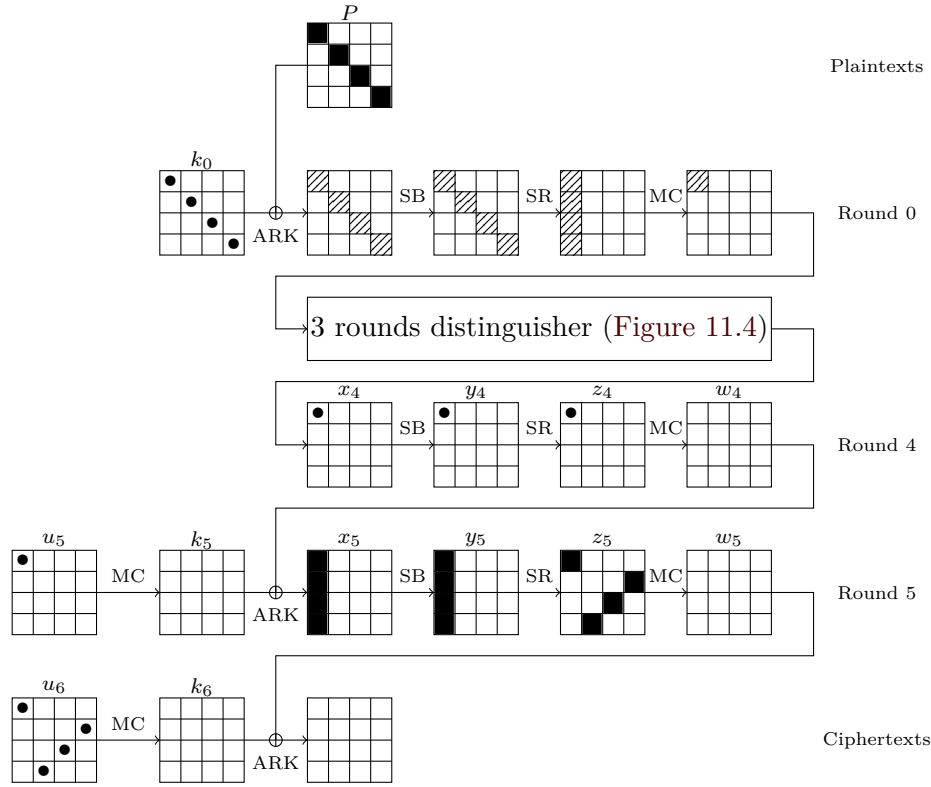 P
Plaintexts
k₀
ARK
SB
SR
MC
Round 0
3 rounds distinguisher (Figure 11.4)
x₄
y₄
z₄
w₄
SB
SR
MC
Round 4
u₅
k₅
x₅
y₅
z₅
w₅
MC
ARK
SB
SR
MC
Round 5
u₆
k₆
MC
ARK
Ciphertexts